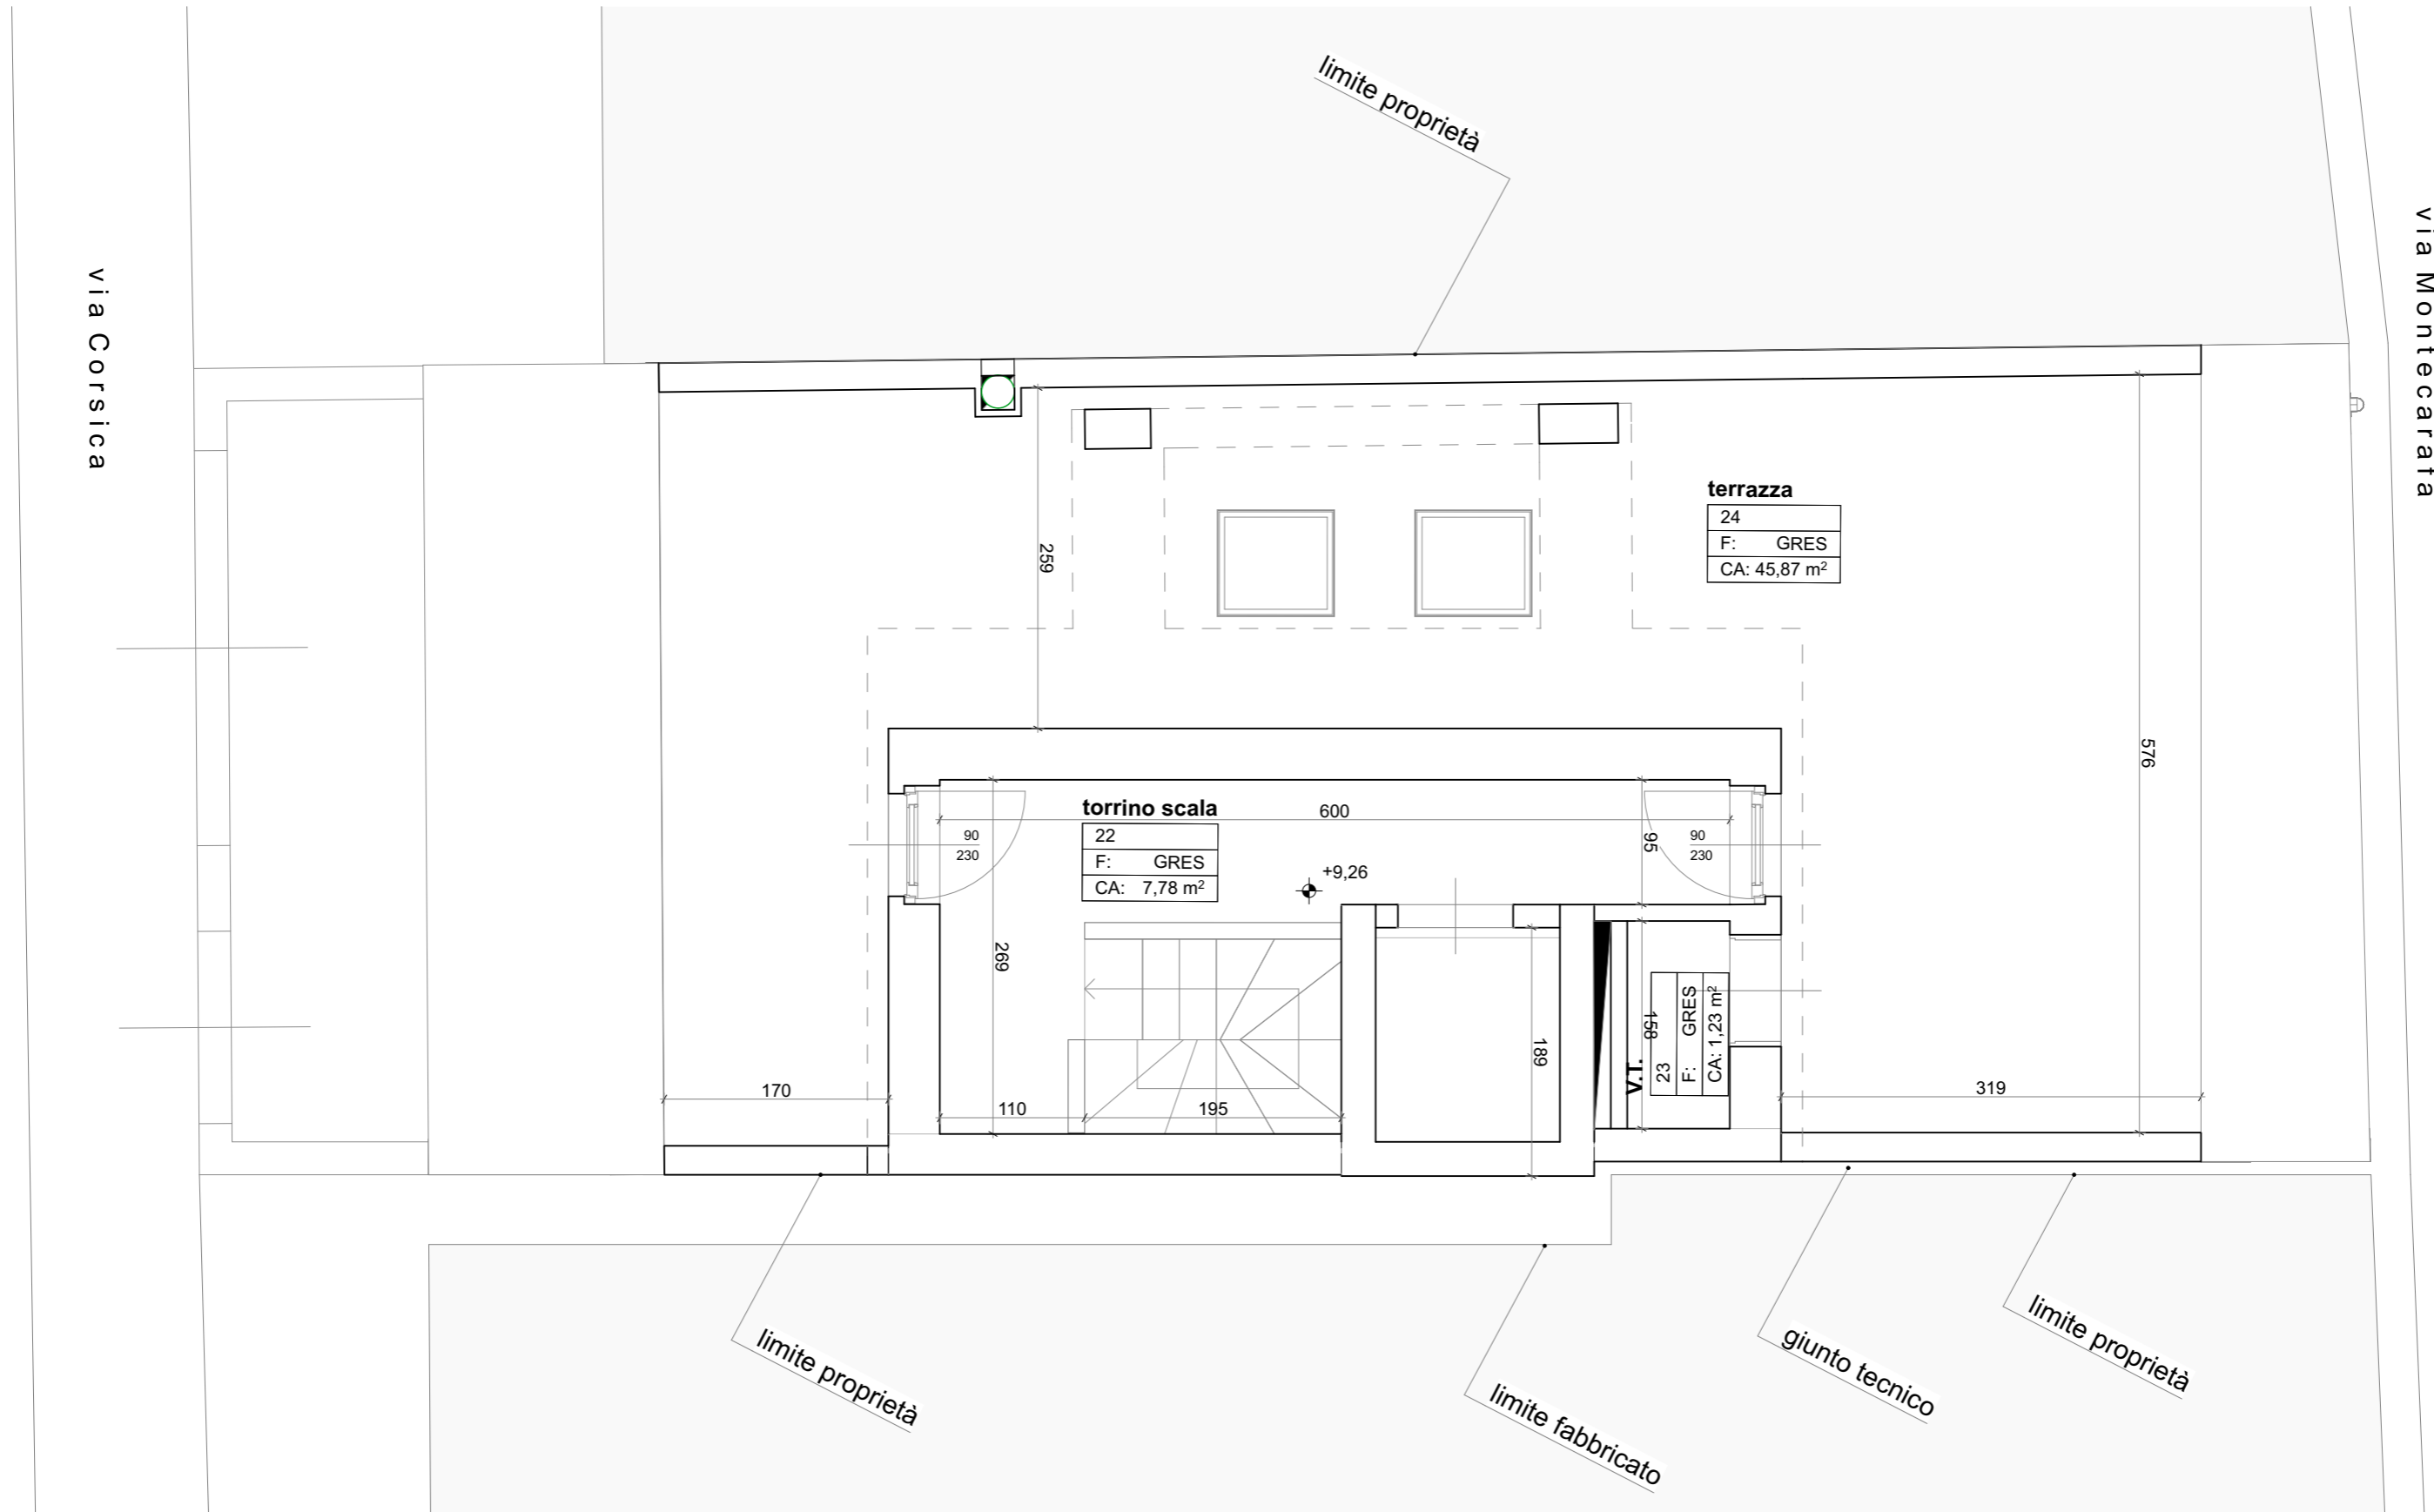 limite proprietà
via Corsica
via Montecarata
terrazza
24
F: GRES
CA: 45,87 m²
259
576
torrino scala
22
F: GRES
CA: 7,78 m²
600
90
230
95
90
230
+9,26
269
189
158
V.T.
23
F: GRES
CA: 1,23 m²
170
110
195
319
limite proprietà
limite fabbricato
giunto tecnico
limite proprietà